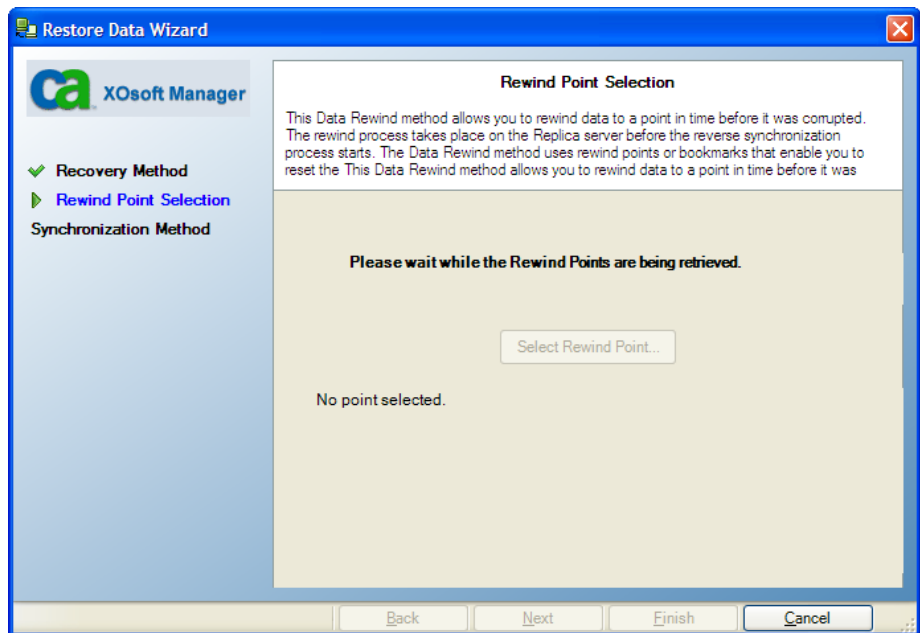 Restore Data Wizard
ca XOsoft Manager
Recovery Method
Rewind Point Selection
Synchronization Method
Rewind Point Selection
This Data Rewind method allows you to rewind data to a point in time before it was corrupted.
The rewind process takes place on the Replica server before the reverse synchronization
process starts. The Data Rewind method uses rewind points or bookmarks that enable you to
reset the This Data Rewind method allows you to rewind data to a point in time before it was
Please wait while the Rewind Points are being retrieved.
Select Rewind Point...
No point selected.
Back Next Finish Cancel